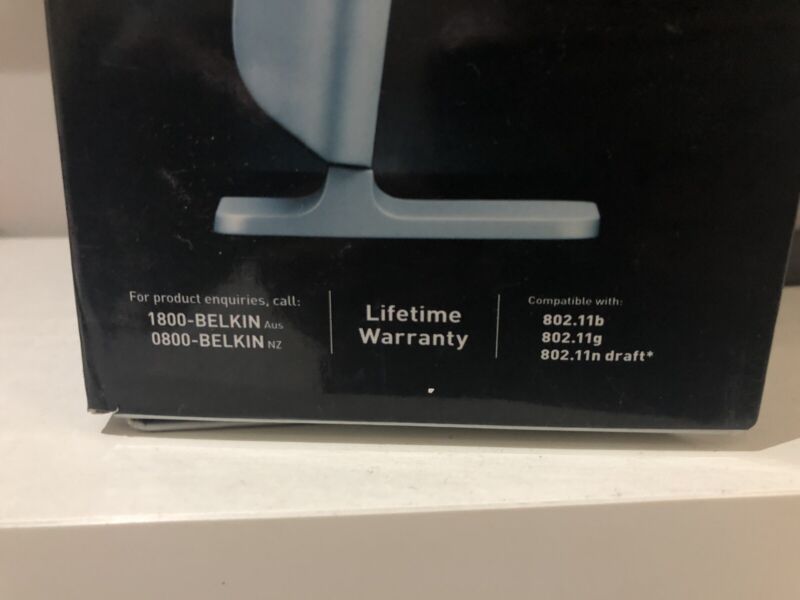 For product enquiries, call:
1800-BELKIN Aus
0800-BELKIN NZ
Lifetime
Warranty
Compatible with:
802.11b
802.11g
802.11n draft*